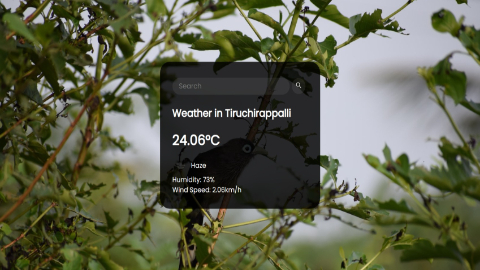 Search
Weather in Tiruchirappalli
24.06°C
Haze
Humidity: 73%
Wind Speed: 2.06km/h